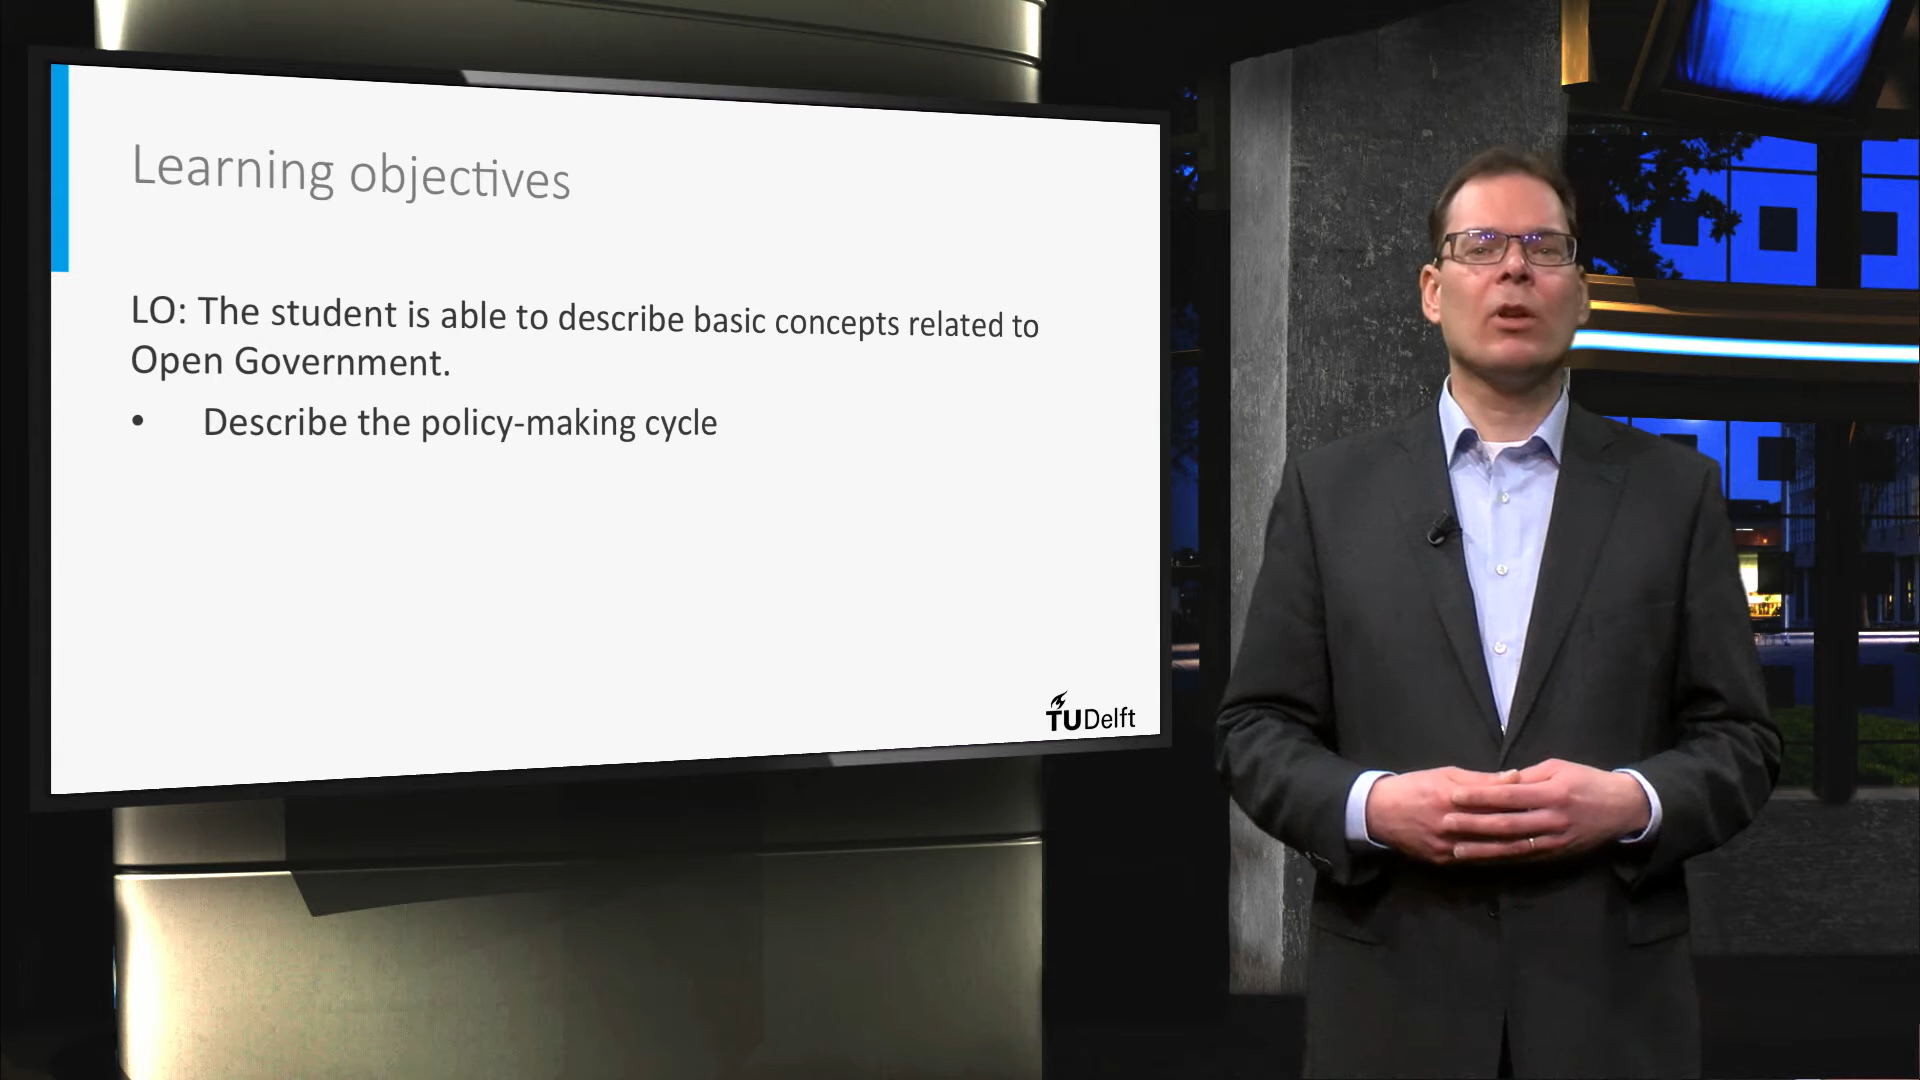 Learning objectives
LO: The student is able to describe basic concepts related to
Open Government.
• Describe the policy-making cycle
TUDelft